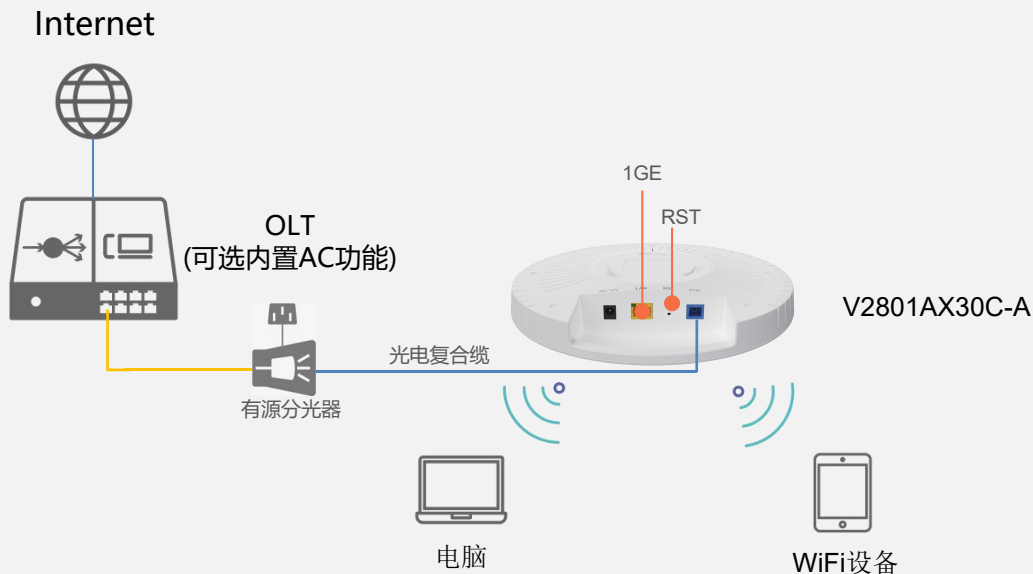 Internet
1GE
RST
OLT
(可选内置AC功能)
V2801AX30C-A
光电复合缆
有源分光器
电脑
WiFi设备